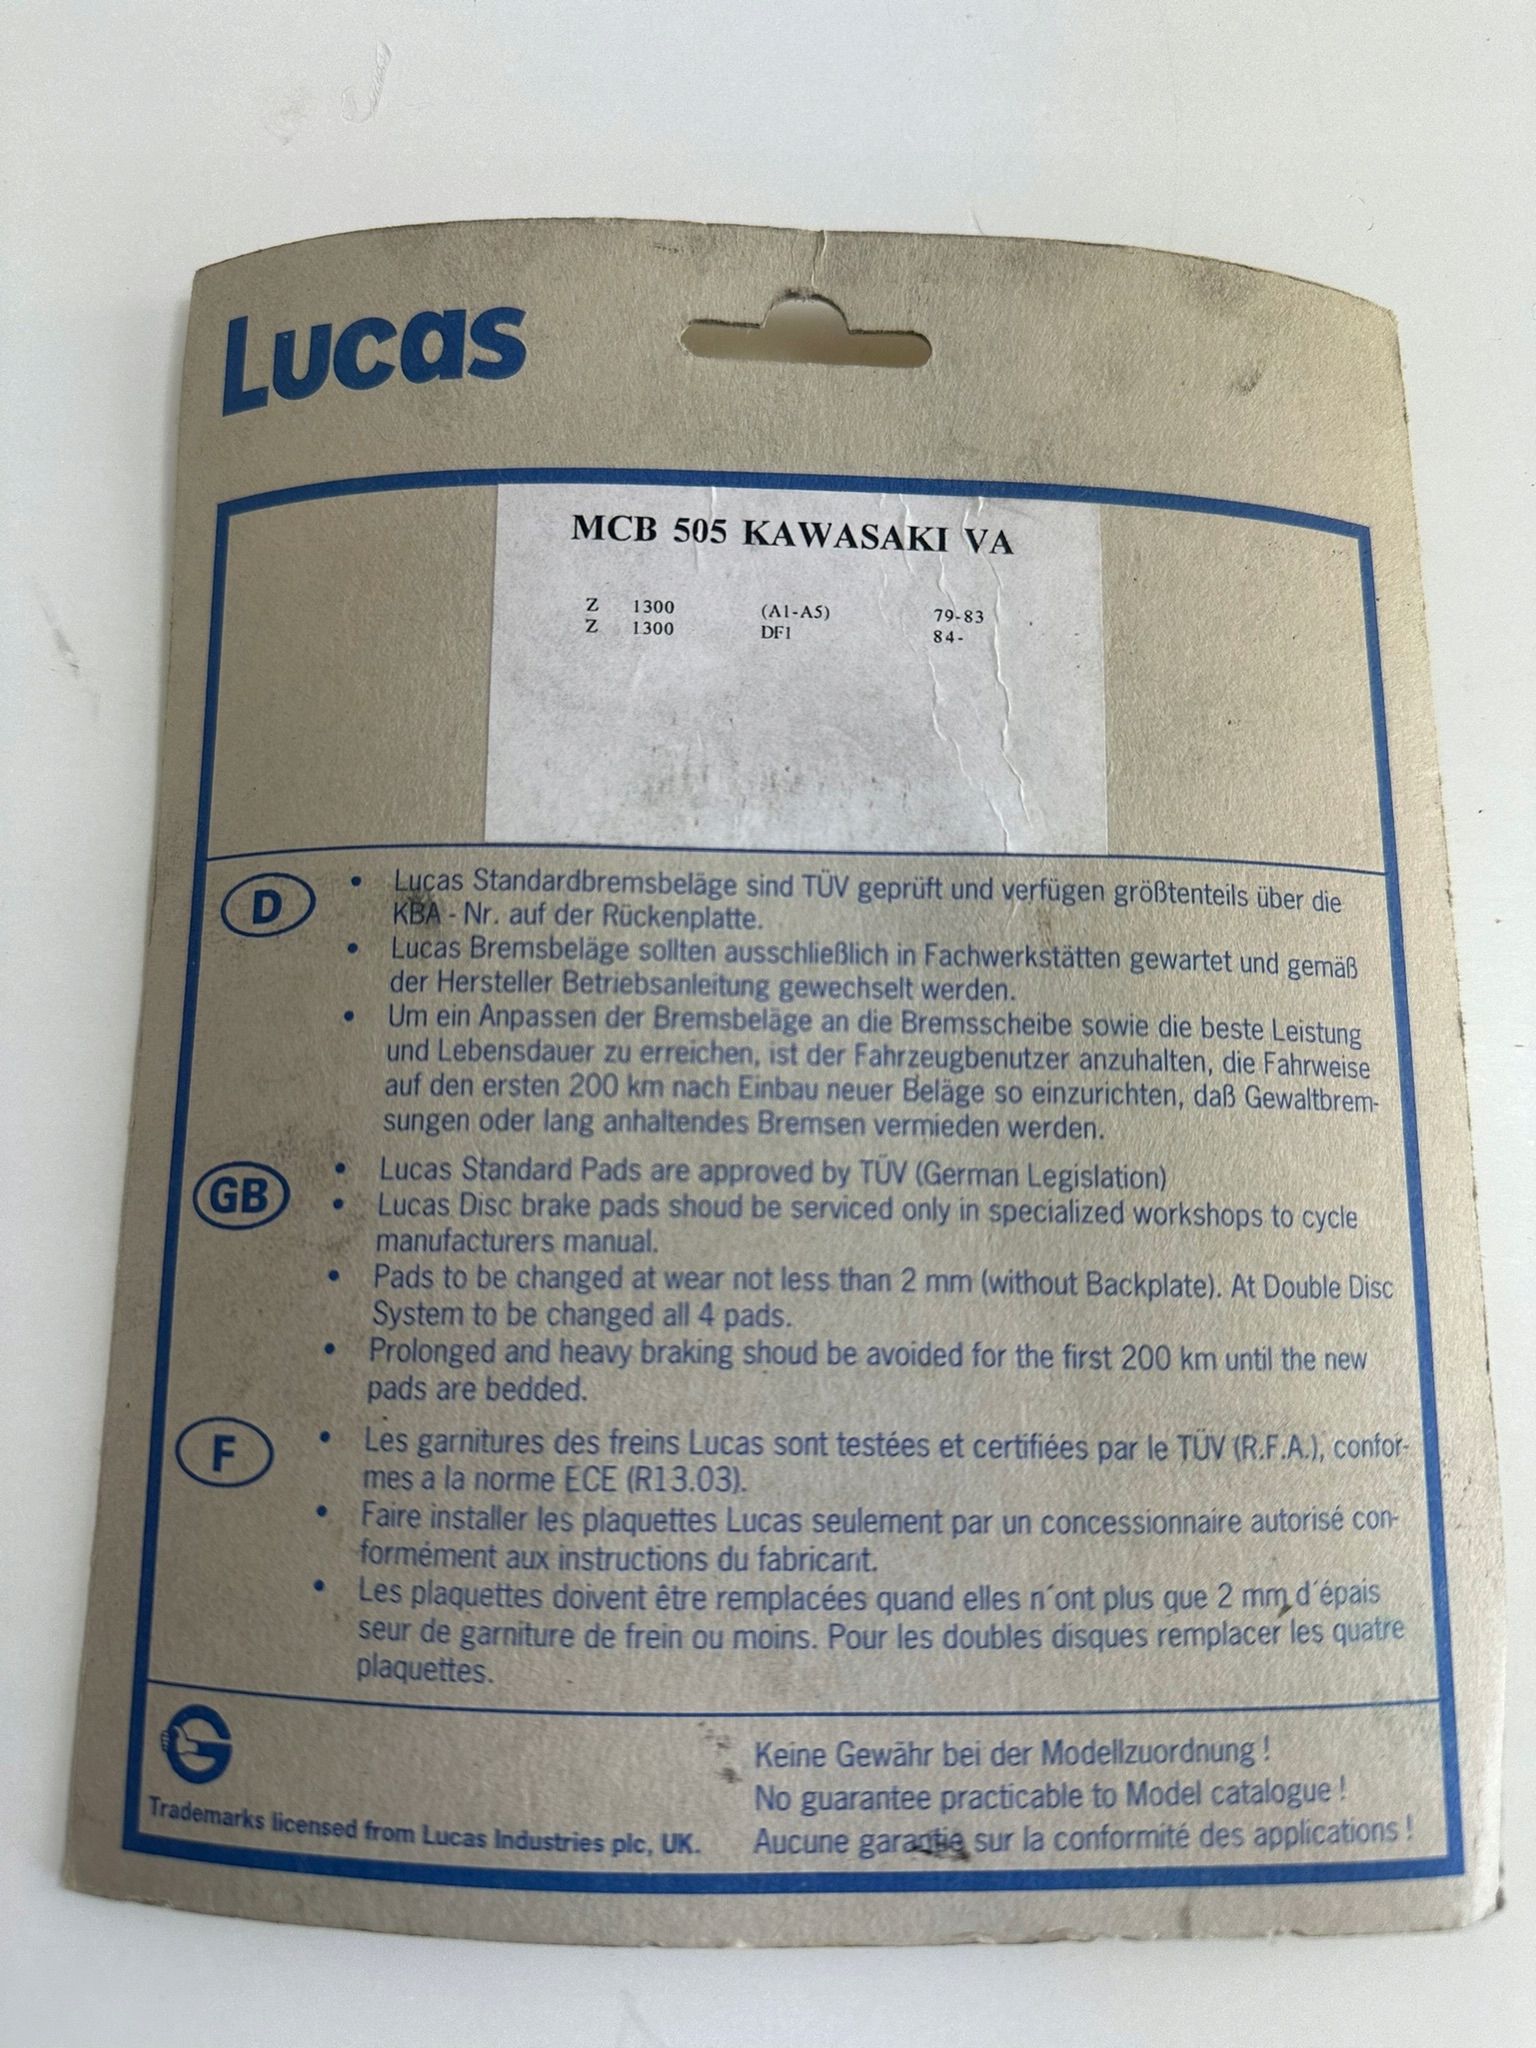 Lucas
MCB 505 KAWASAKI VA
Z 1300 (A1-A5) 79-83
Z 1300 DF1 84-
D
• Lucas Standardbremsbeläge sind TÜV geprüft und verfügen größtenteils über die
KBA - Nr. auf der Rückenplatte.
• Lucas Bremsbeläge sollten ausschließlich in Fachwerkstätten gewartet und gemäß
der Hersteller Betriebsanleitung gewechselt werden.
• Um ein Anpassen der Bremsbeläge an die Bremsscheibe sowie die beste Leistung
und Lebensdauer zu erreichen, ist der Fahrzeugbenutzer anzuhalten, die Fahrweise
auf den ersten 200 km nach Einbau neuer Beläge so einzurichten, daß Gewaltbrem-
sungen oder lang anhaltendes Bremsen vermieden werden.
GB
• Lucas Standard Pads are approved by TÜV (German Legislation)
• Lucas Disc brake pads shoud be serviced only in specialized workshops to cycle
manufacturers manual.
• Pads to be changed at wear not less than 2 mm (without Backplate). At Double Disc
System to be changed all 4 pads.
• Prolonged and heavy braking shoud be avoided for the first 200 km until the new
pads are bedded.
F
• Les garnitures des freins Lucas sont testées et certifiées par le TÜV (R.F.A.), confor-
mes a la norme ECE (R13.03).
• Faire installer les plaquettes Lucas seulement par un concessionnaire autorisé con-
formément aux instructions du fabricant.
• Les plaquettes doivent être remplacées quand elles n´ont plus que 2 mm d´épais
seur de garniture de frein ou moins. Pour les doubles disques remplacer les quatre
plaquettes.
Trademarks licensed from Lucas Industries plc, UK.
Keine Gewähr bei der Modellzuordnung !
No guarantee practicable to Model catalogue !
Aucune garantie sur la conformité des applications !